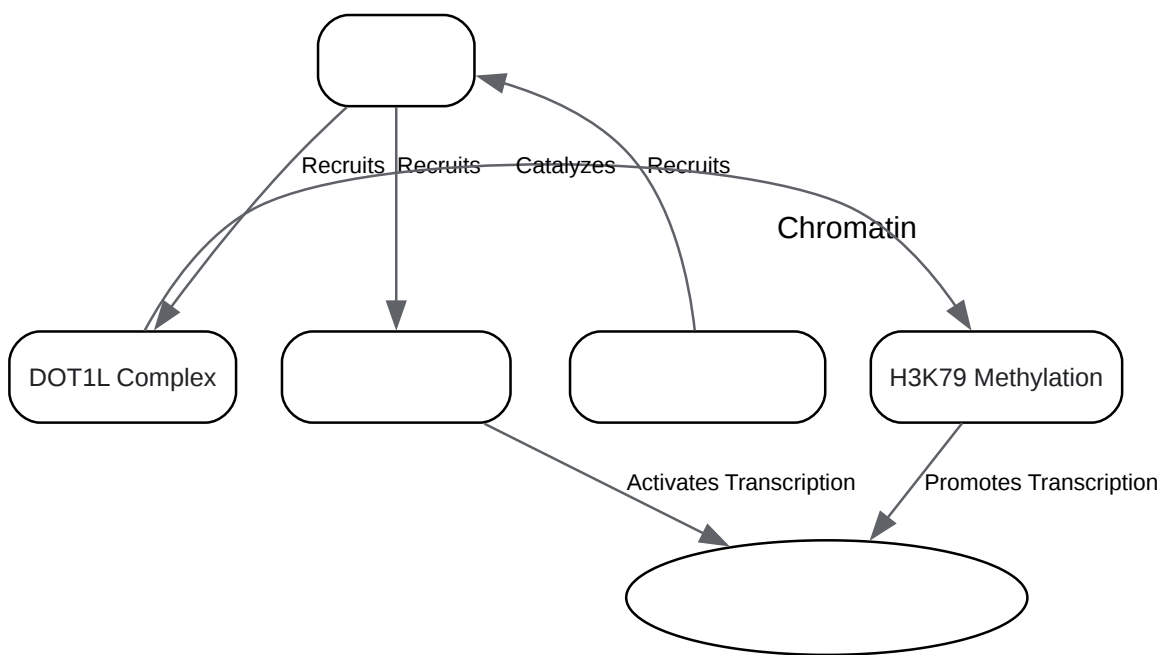 Recruits
Recruits
Catalyzes
Recruits
Chromatin
DOT1L Complex
H3K79 Methylation
Activates Transcription
Promotes Transcription